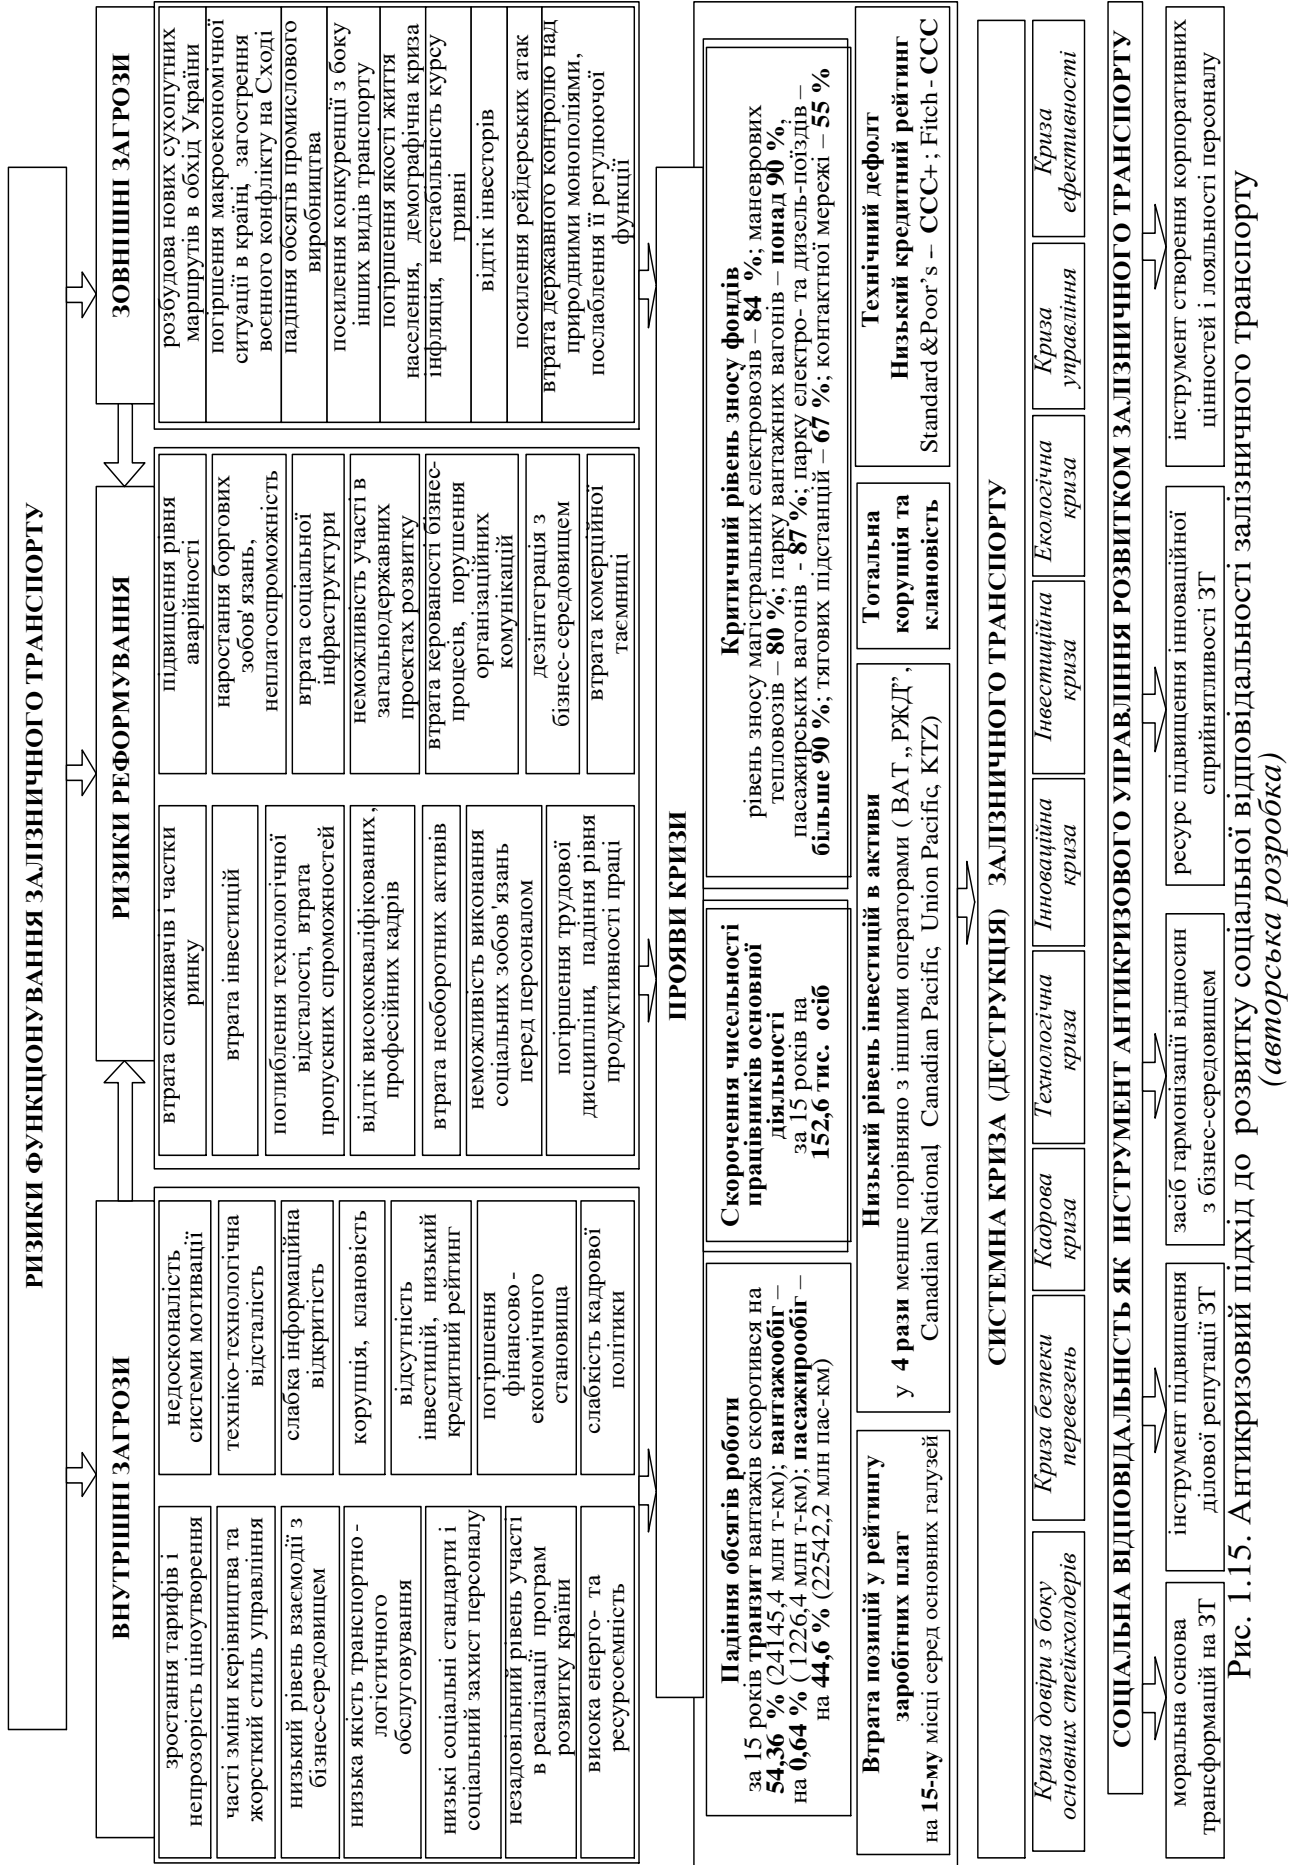 РИЗИКИ ФУНКЦІОНУВАННЯ ЗАЛІЗНИЧНОГО ТРАНСПОРТУ
ВНУТРІШНІ ЗАГРОЗИ
зростання тарифів і
непрозорість ціноутворення
часті зміни керівництва та
жорсткий стиль управління
низький рівень взаємодії з
бізнес-середовищем
низька якість транспортно -
логістичного
обслуговування
низькі соціальні стандарти і
соціальний захист персоналу
незадовільний рівень участі
в реалізації програм
розвитку країни
висока енерго- та
ресурсоємність
недосконалість
системи мотивації
техніко-технологічна
відсталість
слабка інформаційна
відкритість
корупція, клановість
відсутність
інвестицій, низький
кредитний рейтинг
погіршення
фінансово -
економічного
становища
слабкість кадрової
політики
РИЗИКИ РЕФОРМУВАННЯ
втрата споживачів і частки
ринку
втрата інвестицій
поглиблення технологічної
відсталості, втрата
пропускних спроможностей
відтік висококваліфікованих,
професійних кадрів
втрата необоротних активів
неможливість виконання
соціальних зобов'язань
перед персоналом
погіршення трудової
дисципліни, падіння рівня
продуктивності праці
підвищення рівня
аварійності
наростання боргових
зобов'язань,
неплатоспроможність
втрата соціальної
інфраструктури
неможливість участі в
загальнодержавних
проектах розвитку
втрата керованості бізнес-
процесів, порушення
організаційних
комунікацій
дезінтеграція з
бізнес-середовищем
втрата комерційної
таємниці
ЗОВНІШНІ ЗАГРОЗИ
розбудова нових сухопутних
маршрутів в обхід України
погіршення макроекономічної
ситуації в країні, загострення
воєнного конфлікту на Сході
падіння обсягів промислового
виробництва
посилення конкуренції з боку
інших видів транспорту
погіршення якості життя
населення, демографічна криза
інфляція, нестабільність курсу
гривні
відтік інвесторів
посилення рейдерських атак
втрата державного контролю над
природними монополіями,
послаблення її регулюючої
функції
ПРОЯВИ КРИЗИ
Падіння обсягів роботи
за 15 років транзит вантажів скоротився на
54,36 % (24145,4 млн т-км); вантажообіг –
на 0,64 % ( 1226,4 млн т-км); пасажирообіг –
на 44,6 % (22542,2 млн пас-км)
Скорочення чисельності
працівників основної
діяльності
за 15 років на
152,6 тис. осіб
Критичний рівень зносу фондів
рівень зносу магістральних електровозів – 84 %; маневрових
тепловозів – 80 %; парку вантажних вагонів – понад 90 %,
пасажирських вагонів - 87 %; парку електро- та дизель-поїздів –
більше 90 %; тягових підстанцій – 67 %; контактної мережі – 55 %
Втрата позицій у рейтингу
заробітних плат
на 15-му місці серед основних галузей
Низький рівень інвестицій в активи
у 4 рази менше порівняно з іншими операторами ( ВАТ „РЖД”,
Canadian National, Canadian Pacific, Union Pacific, KTZ)
Тотальна
корупція та
клановість
Технічний дефолт
Низький кредитний рейтинг
Standard &Poor's – ССС+ ; Fitch - ССС
СИСТЕМНА КРИЗА (ДЕСТРУКЦІЯ) ЗАЛІЗНИЧНОГО ТРАНСПОРТУ
Криза довіри з боку
основних стейкхолдерів
Криза безпеки
перевезень
Кадрова
криза
Технологічна
криза
Інноваційна
криза
Інвестиційна
криза
Екологічна
криза
Криза
управління
Криза
ефективності
СОЦІАЛЬНА ВІДПОВІДАЛЬНІСТЬ ЯК ІНСТРУМЕНТ АНТИКРИЗОВОГО УПРАВЛІННЯ РОЗВИТКОМ ЗАЛІЗНИЧНОГО ТРАНСПОРТУ
моральна основа
трансформацій на ЗТ
інструмент підвищення
ділової репутації ЗТ
засіб гармонізації відносин
з бізнес-середовищем
ресурс підвищення інноваційної
сприйнятливості ЗТ
інструмент створення корпоративних
цінностей і лояльності персоналу
Рис. 1.15. Антикризовий підхід до розвитку соціальної відповідальності залізничного транспорту
(авторська розробка)